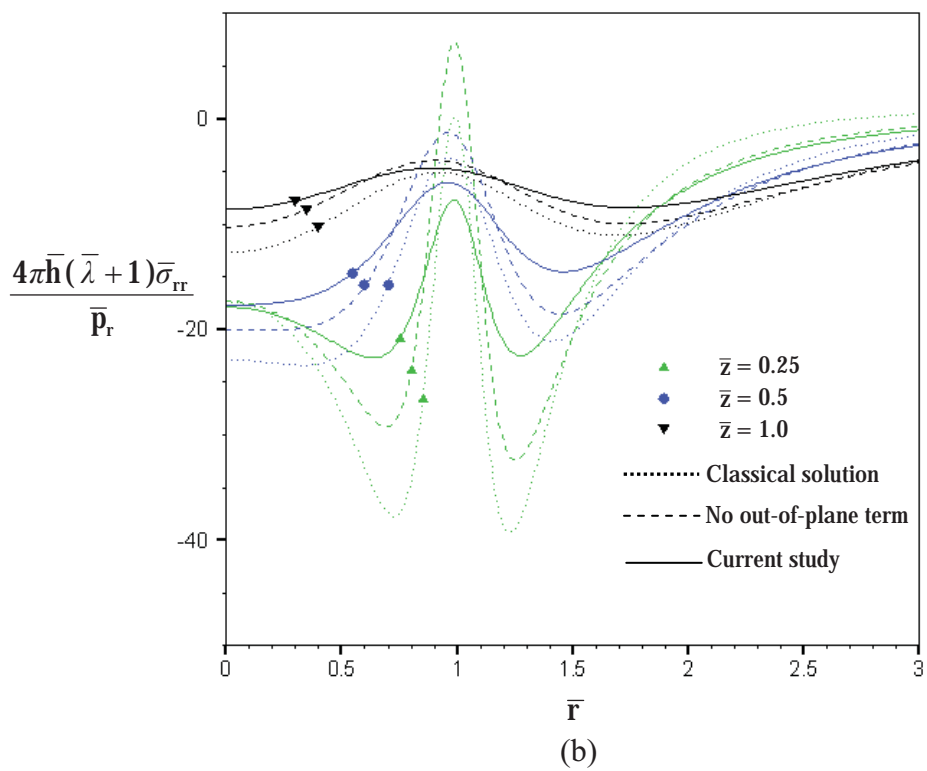 0
-20
-40
0
0.5
1
1.5
2
2.5
3
4πh̅(λ̅+1)σ̅rr
p̅r
r̅
z̅ = 0.25
z̅ = 0.5
z̅ = 1.0
Classical solution
No out-of-plane term
Current study
(b)